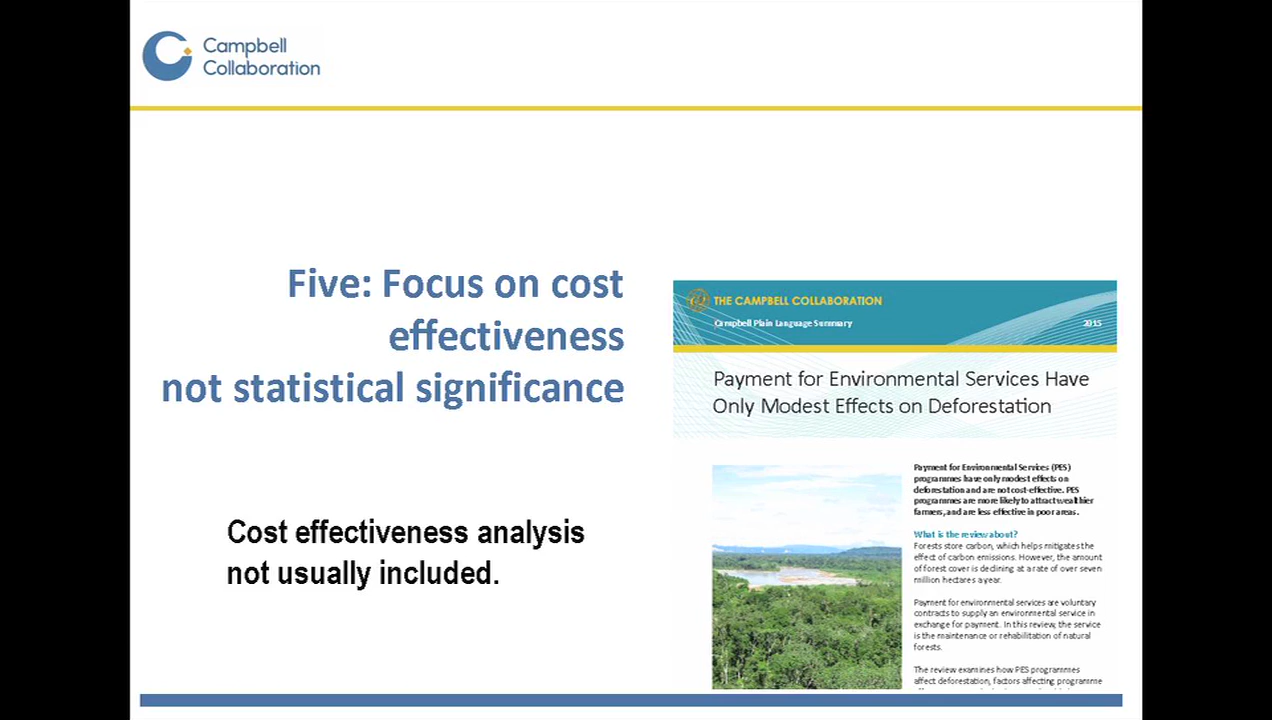 Campbell
Collaboration
Five: Focus on cost
effectiveness
not statistical significance
Cost effectiveness analysis
not usually included.
THE CAMPBELL COLLABORATION
Campbell Plain Language Summary 2015
Payment for Environmental Services Have
Only Modest Effects on Deforestation
Payment for Environmental Services (PES)
programmes have only modest effects on
deforestation and are not cost-effective. PES
programmes are more likely to attract wealthier
farmers, and are less effective in poor areas.
What is the review about?
Forests store carbon, which helps mitigates the
effect of carbon emissions. However, the amount
of forest cover is declining at a rate of over seven
million hectares a year.
Payment for environmental services are voluntary
contracts to supply an environmental service in
exchange for payment. In this review, the service
is the maintenance or rehabilitation of natural
forests.
The review examines how PES programmes
affect deforestation, factors affecting programme